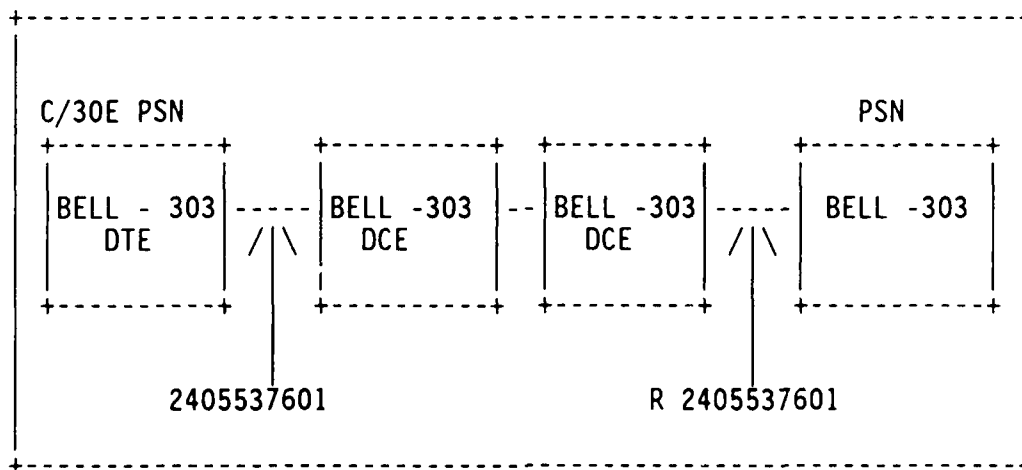 C/30E PSN PSN
BELL - 303 BELL -303 BELL -303 BELL -303
DTE DCE DCE
2405537601 R 2405537601